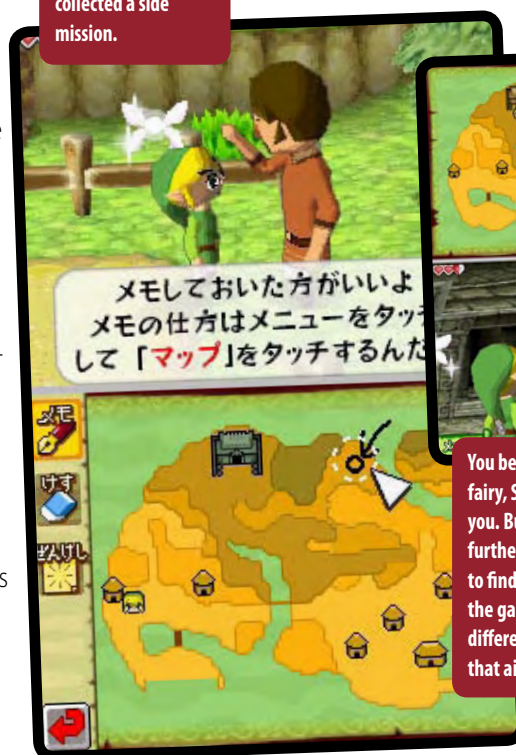 collected a side
mission.
メモしておいた方がいいよ
メモの仕方はメニューをタッ
して「マップ」をタッチするんだ
メモ
けす
ぜんけし
You be
fairy, S
you. Bu
further
to find
the ga
differe
that ai